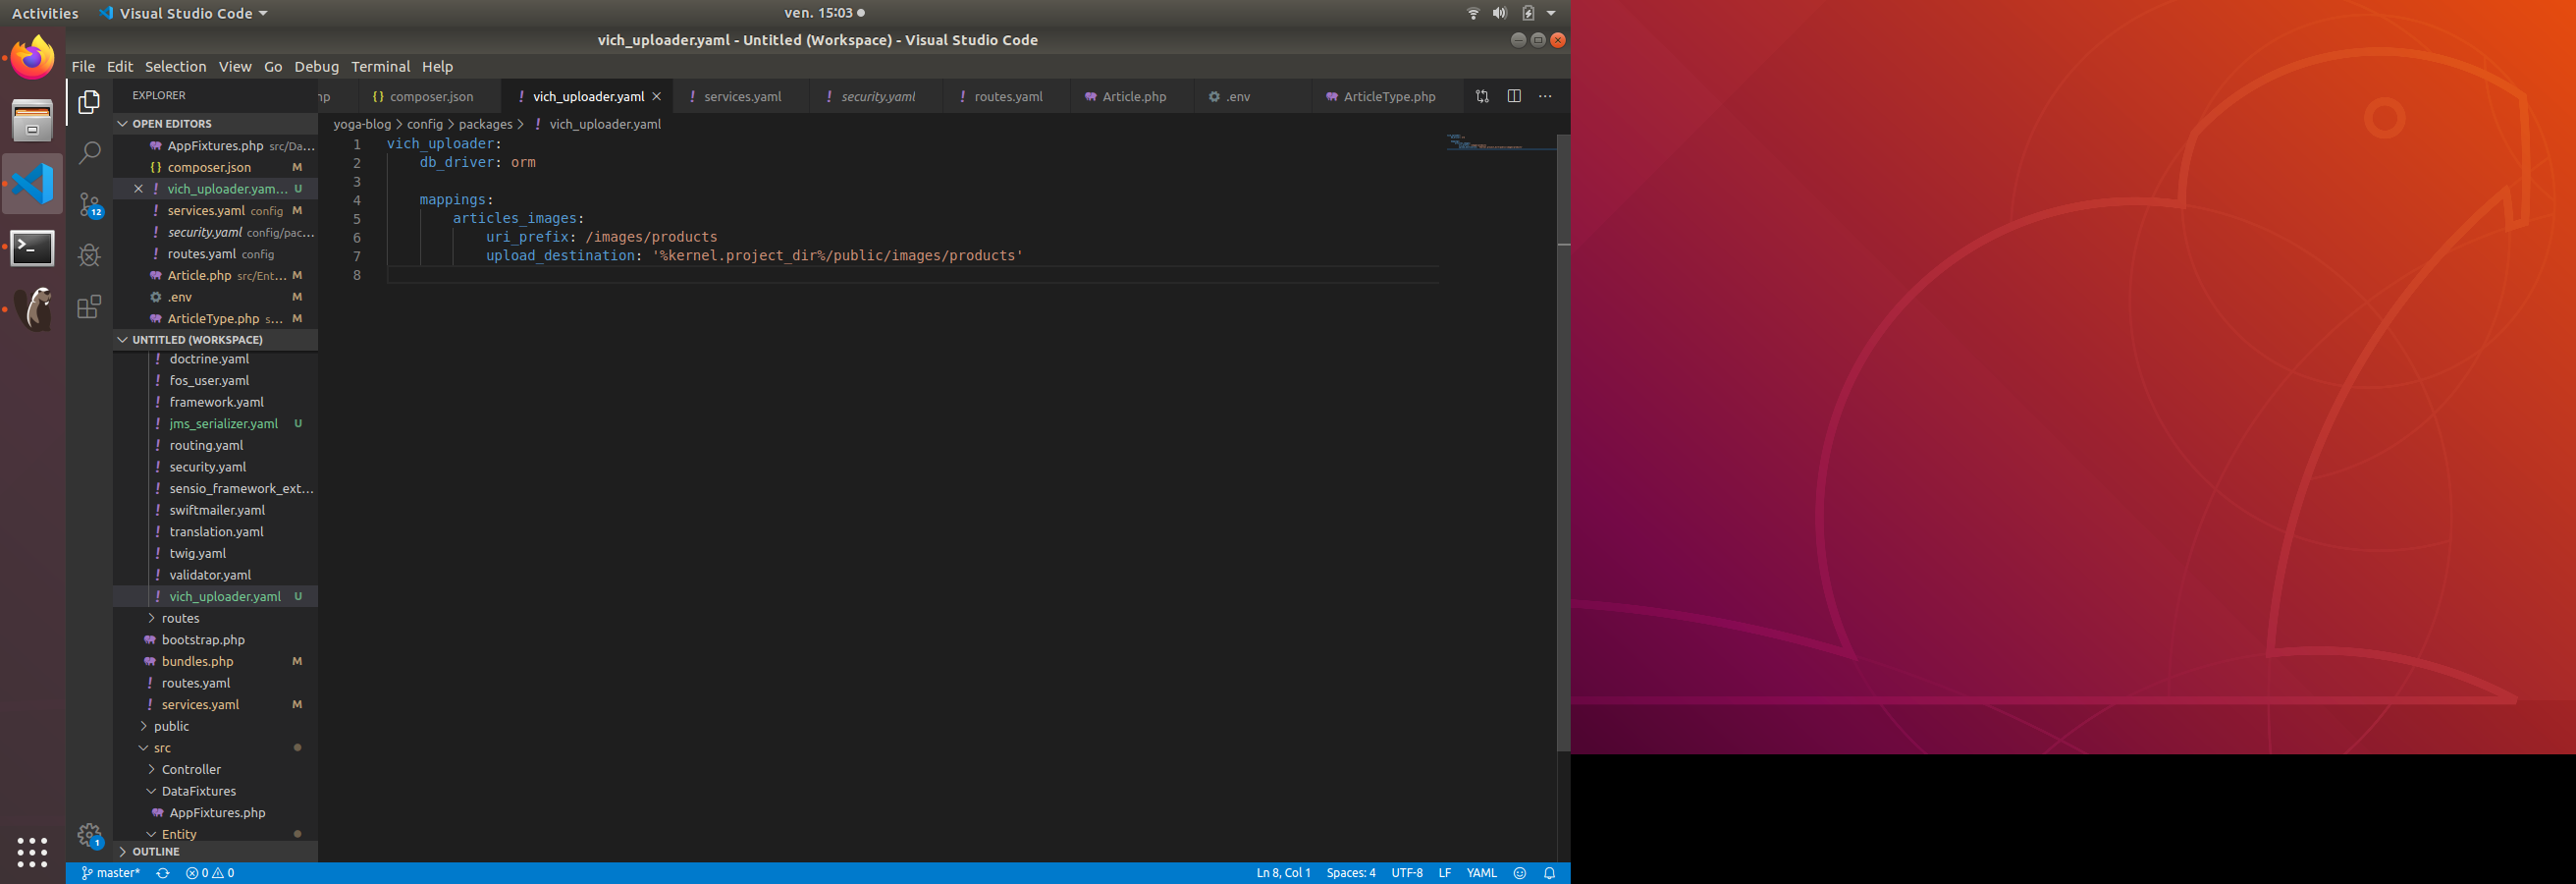 Activities Visual Studio Code ven. 15:03
vich_uploader.yaml - Untitled (Workspace) - Visual Studio Code
File Edit Selection View Go Debug Terminal Help
EXPLORER
OPEN EDITORS
AppFixtures.php src/Da...
composer.json M
vich_uploader.yam... U
services.yaml config M
security.yaml config/pac...
routes.yaml config
Article.php src/Ent... M
.env M
ArticleType.php s... M
UNTITLED (WORKSPACE)
doctrine.yaml
fos_user.yaml
framework.yaml
jms_serializer.yaml U
routing.yaml
security.yaml
sensio_framework_ext...
swiftmailer.yaml
translation.yaml
twig.yaml
validator.yaml
vich_uploader.yaml U
routes
bootstrap.php
bundles.php M
routes.yaml
services.yaml M
public
src
Controller
DataFixtures
AppFixtures.php
Entity
OUTLINE
12
1
hp {} composer.json ! vich_uploader.yaml ! services.yaml ! security.yaml ! routes.yaml Article.php .env ArticleType.php
yoga-blog > config > packages > ! vich_uploader.yaml
1 vich_uploader:
2 db_driver: orm
3
4 mappings:
5 articles_images:
6 uri_prefix: /images/products
7 upload_destination: '%kernel.project_dir%/public/images/products'
8
master* 0 0 Ln 8, Col 1 Spaces: 4 UTF-8 LF YAML